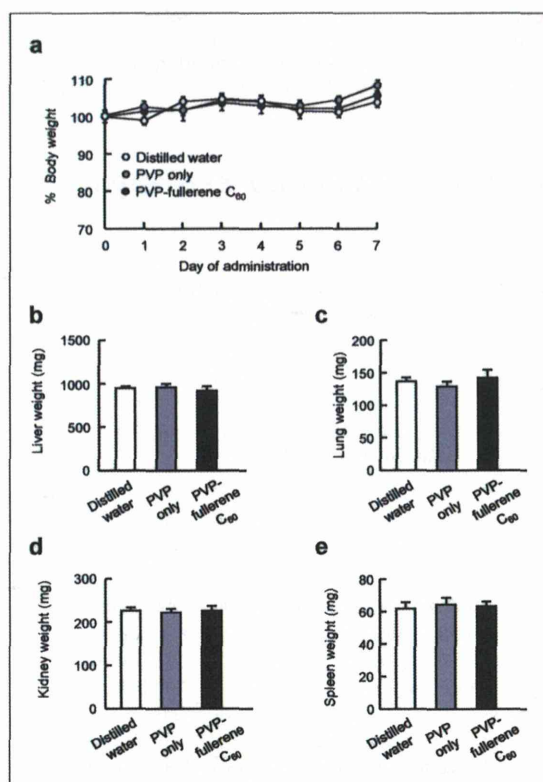 a
110
100
90
80
70
% Body weight
Distilled water
PVP only
PVP-fullerene C60
0 1 2 3 4 5 6 7
Day of administration
b
1500
1000
500
0
Liver weight (mg)
Distilled water
PVP only
PVP-fullerene C60
c
200
150
100
50
0
Lung weight (mg)
Distilled water
PVP only
PVP-fullerene C60
d
300
200
100
0
Kidney weight (mg)
Distilled water
PVP only
PVP-fullerene C60
e
80
60
40
20
0
Spleen weight (mg)
Distilled water
PVP only
PVP-fullerene C60